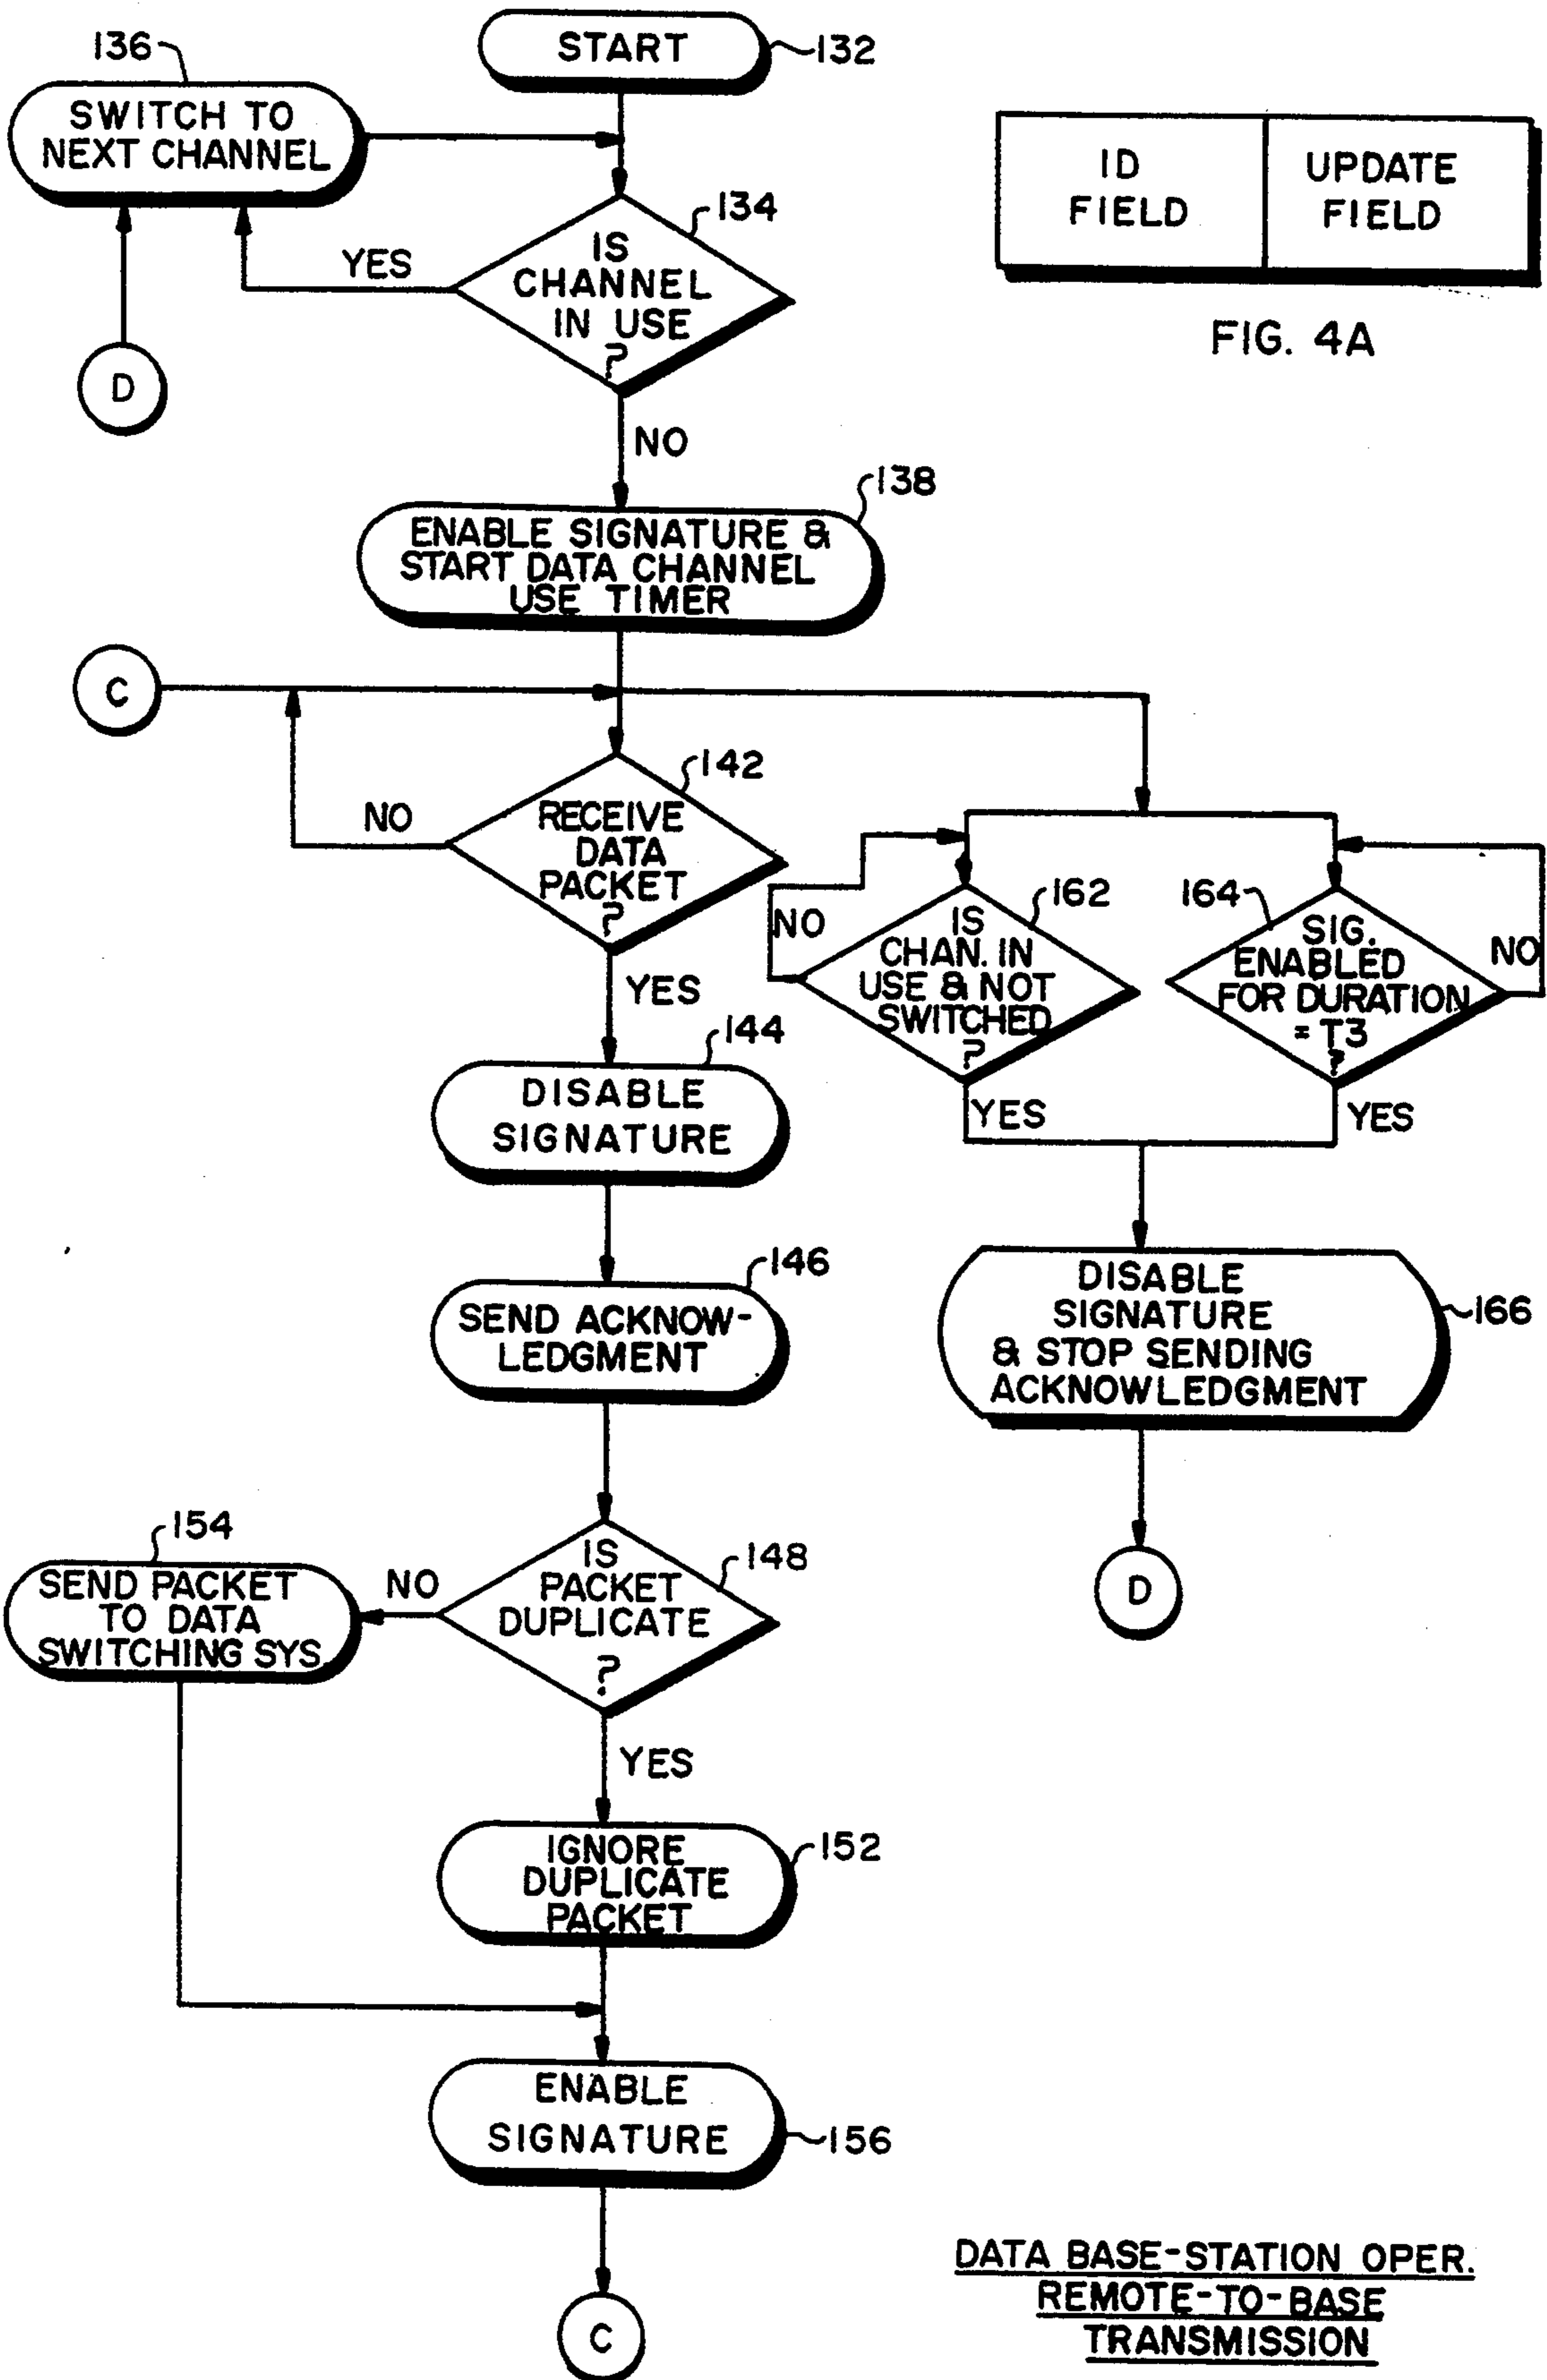 START
132
136
SWITCH TO
NEXT CHANNEL
ID
FIELD
UPDATE
FIELD
FIG. 4A
134
IS
CHANNEL
IN USE
?
YES
D
NO
138
ENABLE SIGNATURE &
START DATA CHANNEL
USE TIMER
C
142
RECEIVE
DATA
PACKET
?
NO
YES
162
IS
CHAN. IN
USE & NOT
SWITCHED
?
NO
YES
164
SIG.
ENABLED
FOR DURATION
= T3
?
NO
YES
144
DISABLE
SIGNATURE
146
SEND ACKNOW-
LEDGMENT
DISABLE
SIGNATURE
& STOP SENDING
ACKNOWLEDGMENT
166
D
148
IS
PACKET
DUPLICATE
?
NO
154
SEND PACKET
TO DATA
SWITCHING SYS
YES
152
IGNORE
DUPLICATE
PACKET
ENABLE
SIGNATURE
156
C
DATA BASE-STATION OPER.
REMOTE-TO-BASE
TRANSMISSION